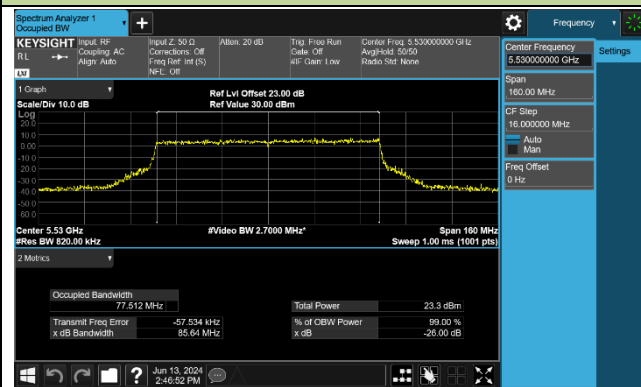 Spectrum Analyzer 1
Occupied BW
Frequency
KEYSIGHT Input: RF Input Z: 50 Ω Atten: 20 dB Trig: Free Run Center Freq: 5.530000000 GHz
RL Coupling: AC Corrections: Off Gate: Off Avg|Hold: 50/50
Align: Auto Freq Ref: Int (S) #IF Gain: Low Radio Std: None
LXI NFE: Off
Center Frequency
5.530000000 GHz
Settings
Span
160.00 MHz
CF Step
16.000000 MHz
Auto
Man
Freq Offset
0 Hz
1 Graph
Ref Lvl Offset 23.00 dB
Scale/Div 10.0 dB Ref Value 30.00 dBm
Log
20.0
10.0
0.00
-10.0
-20.0
-30.0
-40.0
-50.0
-60.0
Center 5.53 GHz #Video BW 2.7000 MHz* Span 160 MHz
#Res BW 820.00 kHz Sweep 1.00 ms (1001 pts)
2 Metrics
Occupied Bandwidth
77.512 MHz Total Power 23.3 dBm
Transmit Freq Error -57.534 kHz % of OBW Power 99.00 %
x dB Bandwidth 85.64 MHz x dB -26.00 dB
Jun 13, 2024
2:46:52 PM